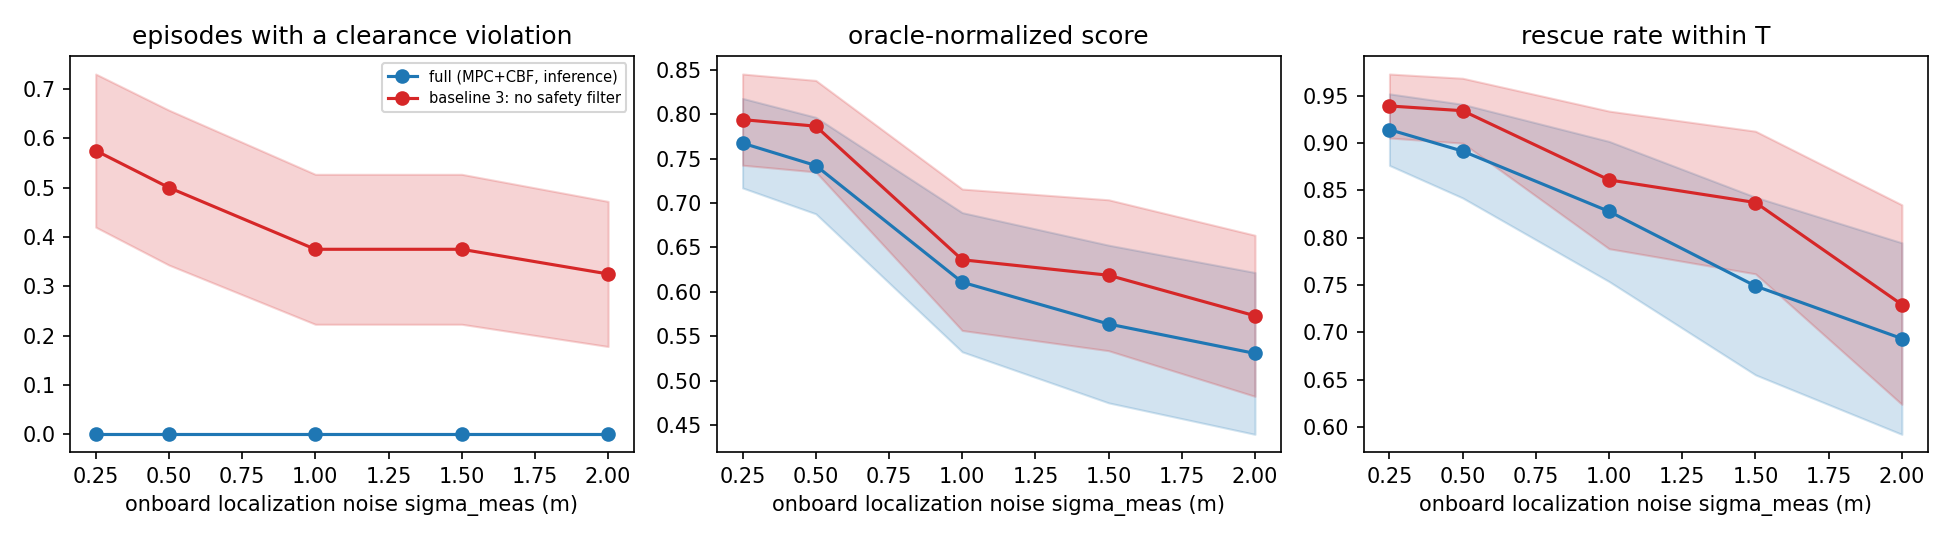 episodes with a clearance violation
full (MPC+CBF, inference)
baseline 3: no safety filter
0.7
0.6
0.5
0.4
0.3
0.2
0.1
0.0
0.25 0.50 0.75 1.00 1.25 1.50 1.75 2.00
onboard localization noise sigma_meas (m)
oracle-normalized score
0.85
0.80
0.75
0.70
0.65
0.60
0.55
0.50
0.45
0.25 0.50 0.75 1.00 1.25 1.50 1.75 2.00
onboard localization noise sigma_meas (m)
rescue rate within T
0.95
0.90
0.85
0.80
0.75
0.70
0.65
0.60
0.25 0.50 0.75 1.00 1.25 1.50 1.75 2.00
onboard localization noise sigma_meas (m)